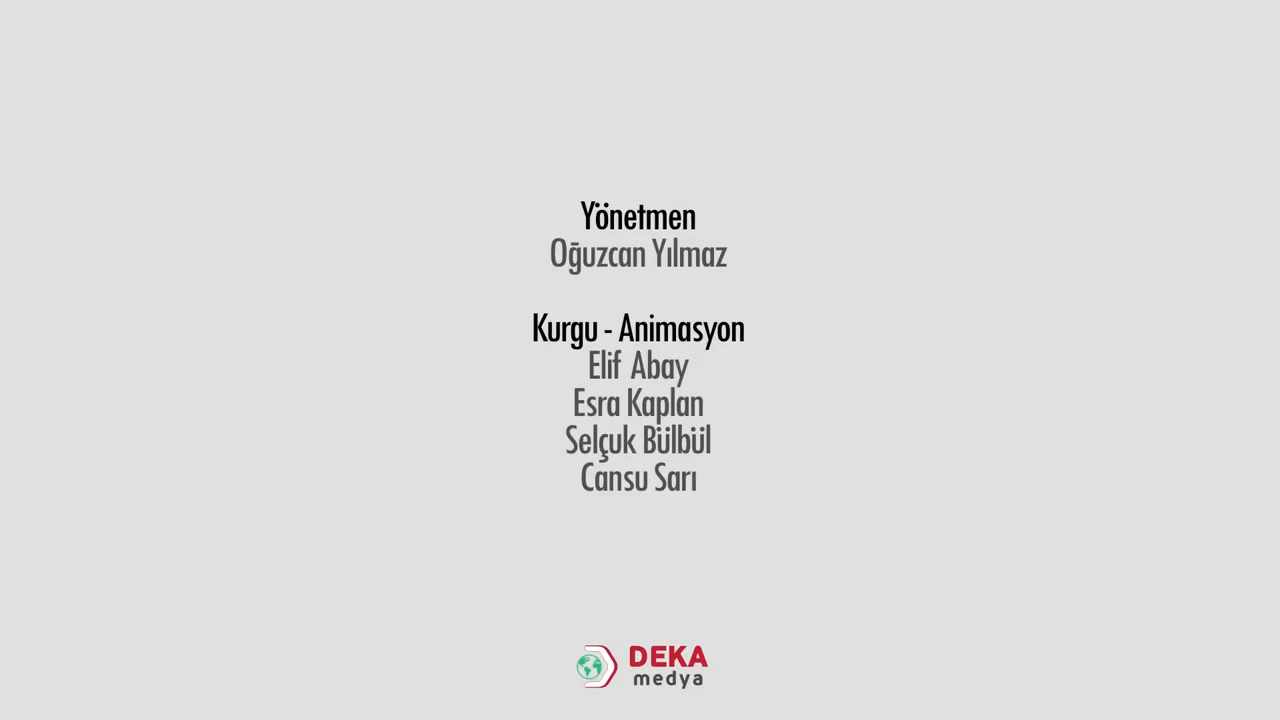 Yönetmen
Oğuzcan Yılmaz
Kurgu - Animasyon
Elif Abay
Esra Kaplan
Selçuk Bülbül
Cansu Sarı
DEKA
medya